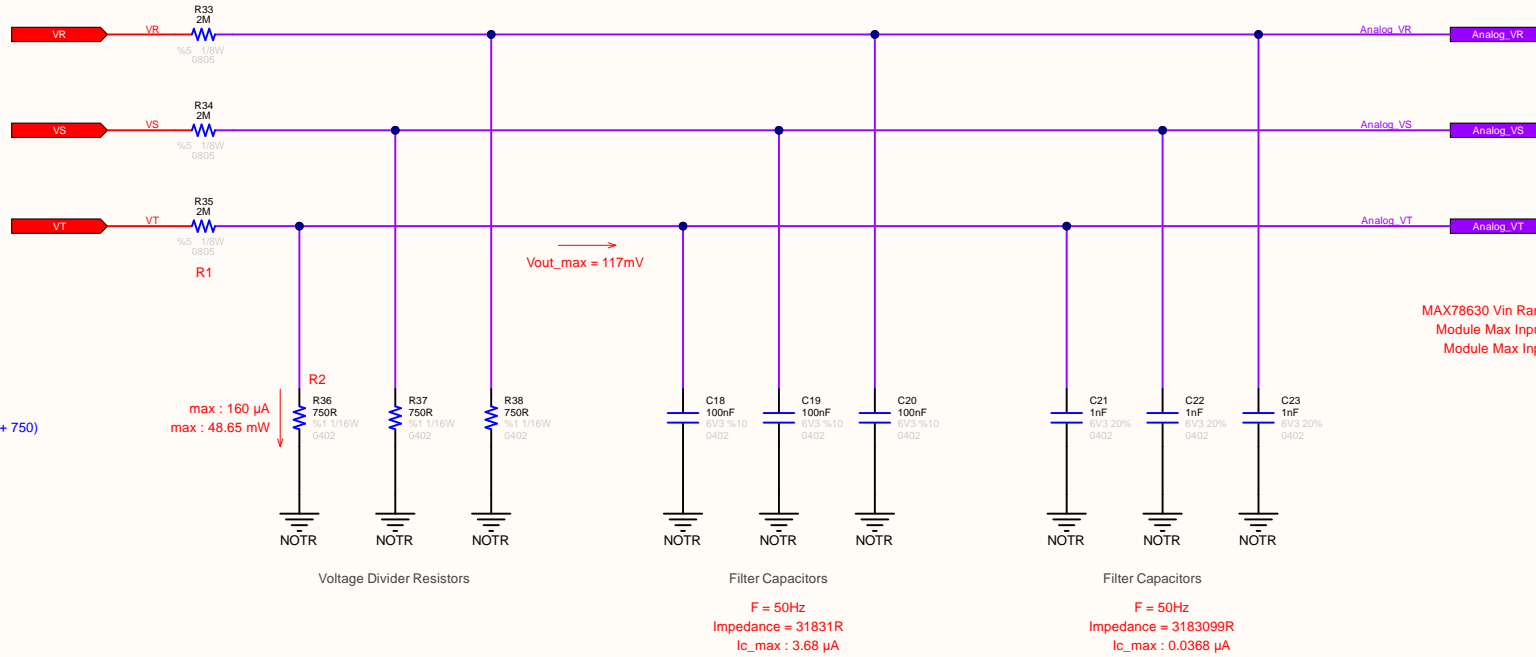 R33
2M
VR
VR
%5 1/8W
0805
Analog_VR
Analog_VR
R34
2M
VS
VS
%5 1/8W
0805
Analog_VS
Analog_VS
R35
2M
VT
VT
%5 1/8W
0805
R1
Analog_VT
Analog_VT
Vout_max = 117mV
MAX78630 Vin Ran
Module Max Inpu
Module Max Inp
+ 750)
max : 160 µA
max : 48.65 mW
R2
R36
750R
%1 1/16W
0402
R37
750R
%1 1/16W
0402
R38
750R
%1 1/16W
0402
C18
100nF
6V3 %10
0402
C19
100nF
6V3 %10
0402
C20
100nF
6V3 %10
0402
C21
1nF
6V3 20%
0402
C22
1nF
6V3 20%
0402
C23
1nF
6V3 20%
0402
NOTR
NOTR
NOTR
NOTR
NOTR
NOTR
NOTR
NOTR
NOTR
Voltage Divider Resistors
Filter Capacitors
F = 50Hz
Impedance = 31831R
Ic_max : 3.68 µA
Filter Capacitors
F = 50Hz
Impedance = 3183099R
Ic_max : 0.0368 µA